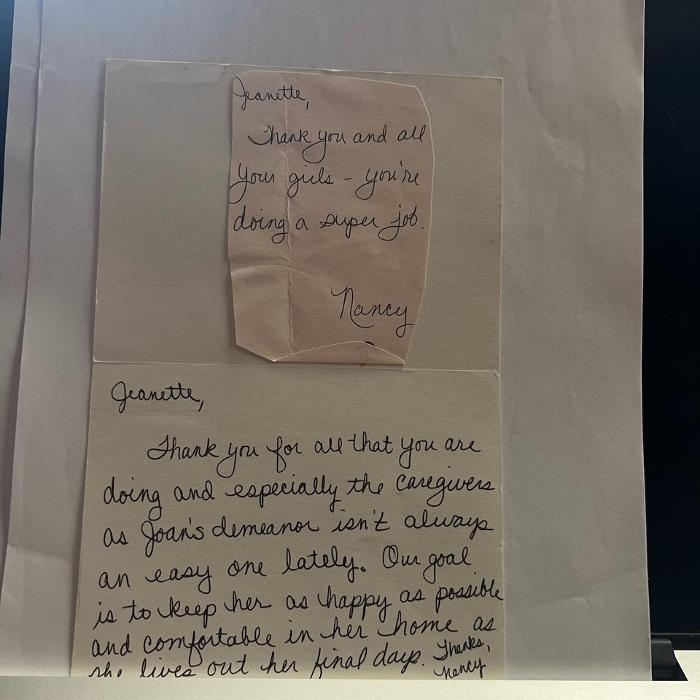 Jeanette,
Thank you and all
your girls - you're
doing a super job.
Nancy
Jeanette,
Thank you for all that you are
doing and especially the caregivers
as Joan's demeanor isn't always
an easy one lately. Our goal
is to keep her as happy as possible
and comfortable in her home as
she lives out her final days. Thanks,
Nancy